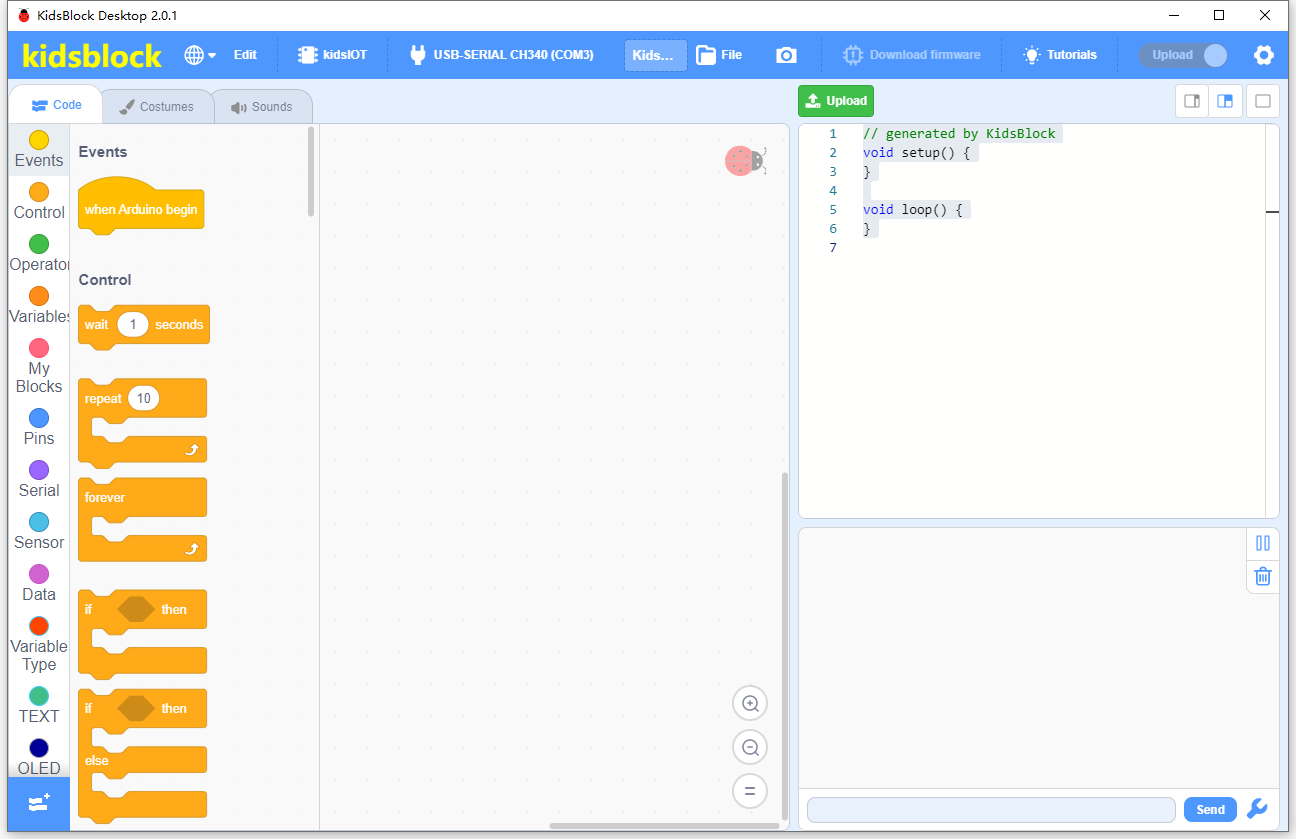 KidsBlock Desktop 2.0.1
kidsblock
Edit
kidsIOT
USB-SERIAL CH340 (COM3)
Kids...
File
Download firmware
Tutorials
Upload
Code
Costumes
Sounds
Upload
Events
Control
Operator
Variables
My
Blocks
Pins
Serial
Sensor
Data
Variable
Type
TEXT
OLED
Events
when Arduino begin
Control
wait 1 seconds
repeat 10
forever
if then
if then
else
1 // generated by KidsBlock
2 void setup() {
3 }
4
5 void loop() {
6 }
7
Send